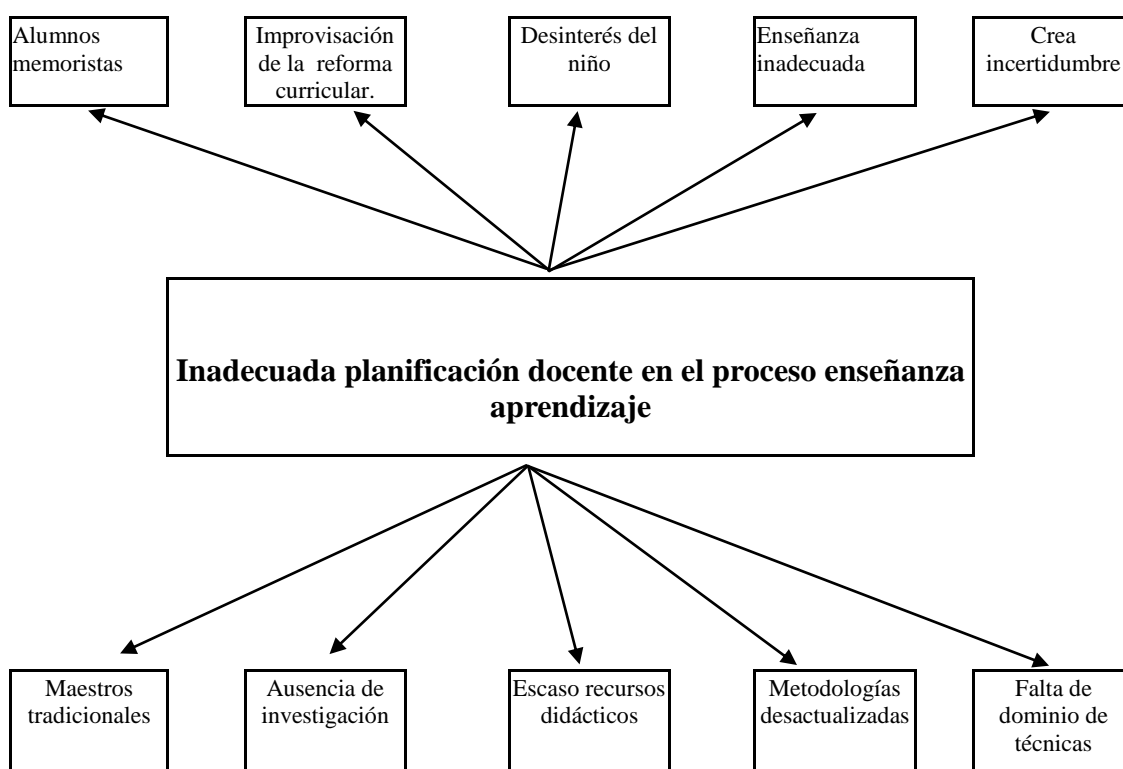 Alumnos
memoristas
Improvisación
de la reforma
curricular.
Desinterés del
niño
Enseñanza
inadecuada
Crea
incertidumbre
Inadecuada planificación docente en el proceso enseñanza
aprendizaje
Maestros
tradicionales
Ausencia de
investigación
Escaso recursos
didácticos
Metodologías
desactualizadas
Falta de
dominio de
técnicas